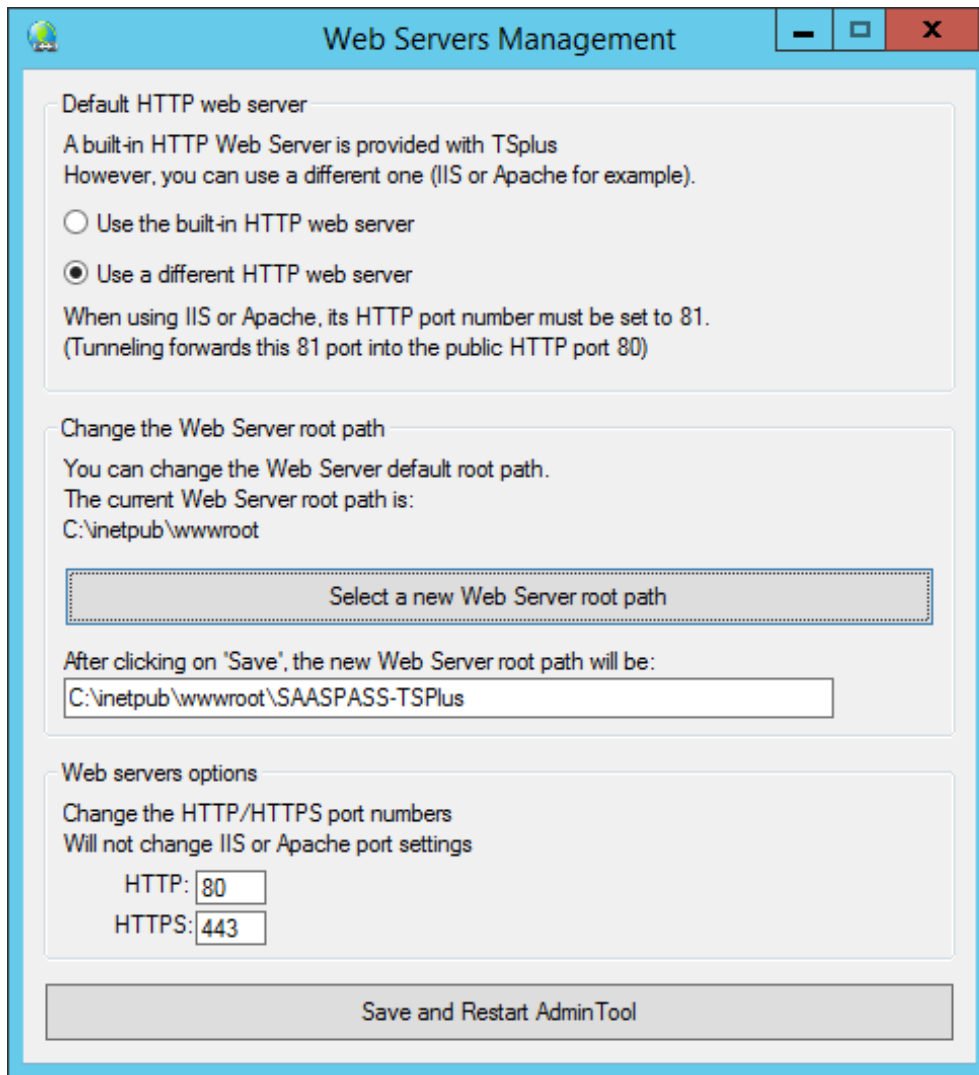 Web Servers Management
Default HTTP web server
A built-in HTTP Web Server is provided with TSplus
However, you can use a different one (IIS or Apache for example).
Use the built-in HTTP web server
Use a different HTTP web server
When using IIS or Apache, its HTTP port number must be set to 81.
(Tunneling forwards this 81 port into the public HTTP port 80)
Change the Web Server root path
You can change the Web Server default root path.
The current Web Server root path is:
C:\inetpub\wwwroot
Select a new Web Server root path
After clicking on 'Save', the new Web Server root path will be:
C:\inetpub\wwwroot\SAASPASS-TSPlus
Web servers options
Change the HTTP/HTTPS port numbers
Will not change IIS or Apache port settings
HTTP: 80
HTTPS: 443
Save and Restart AdminTool